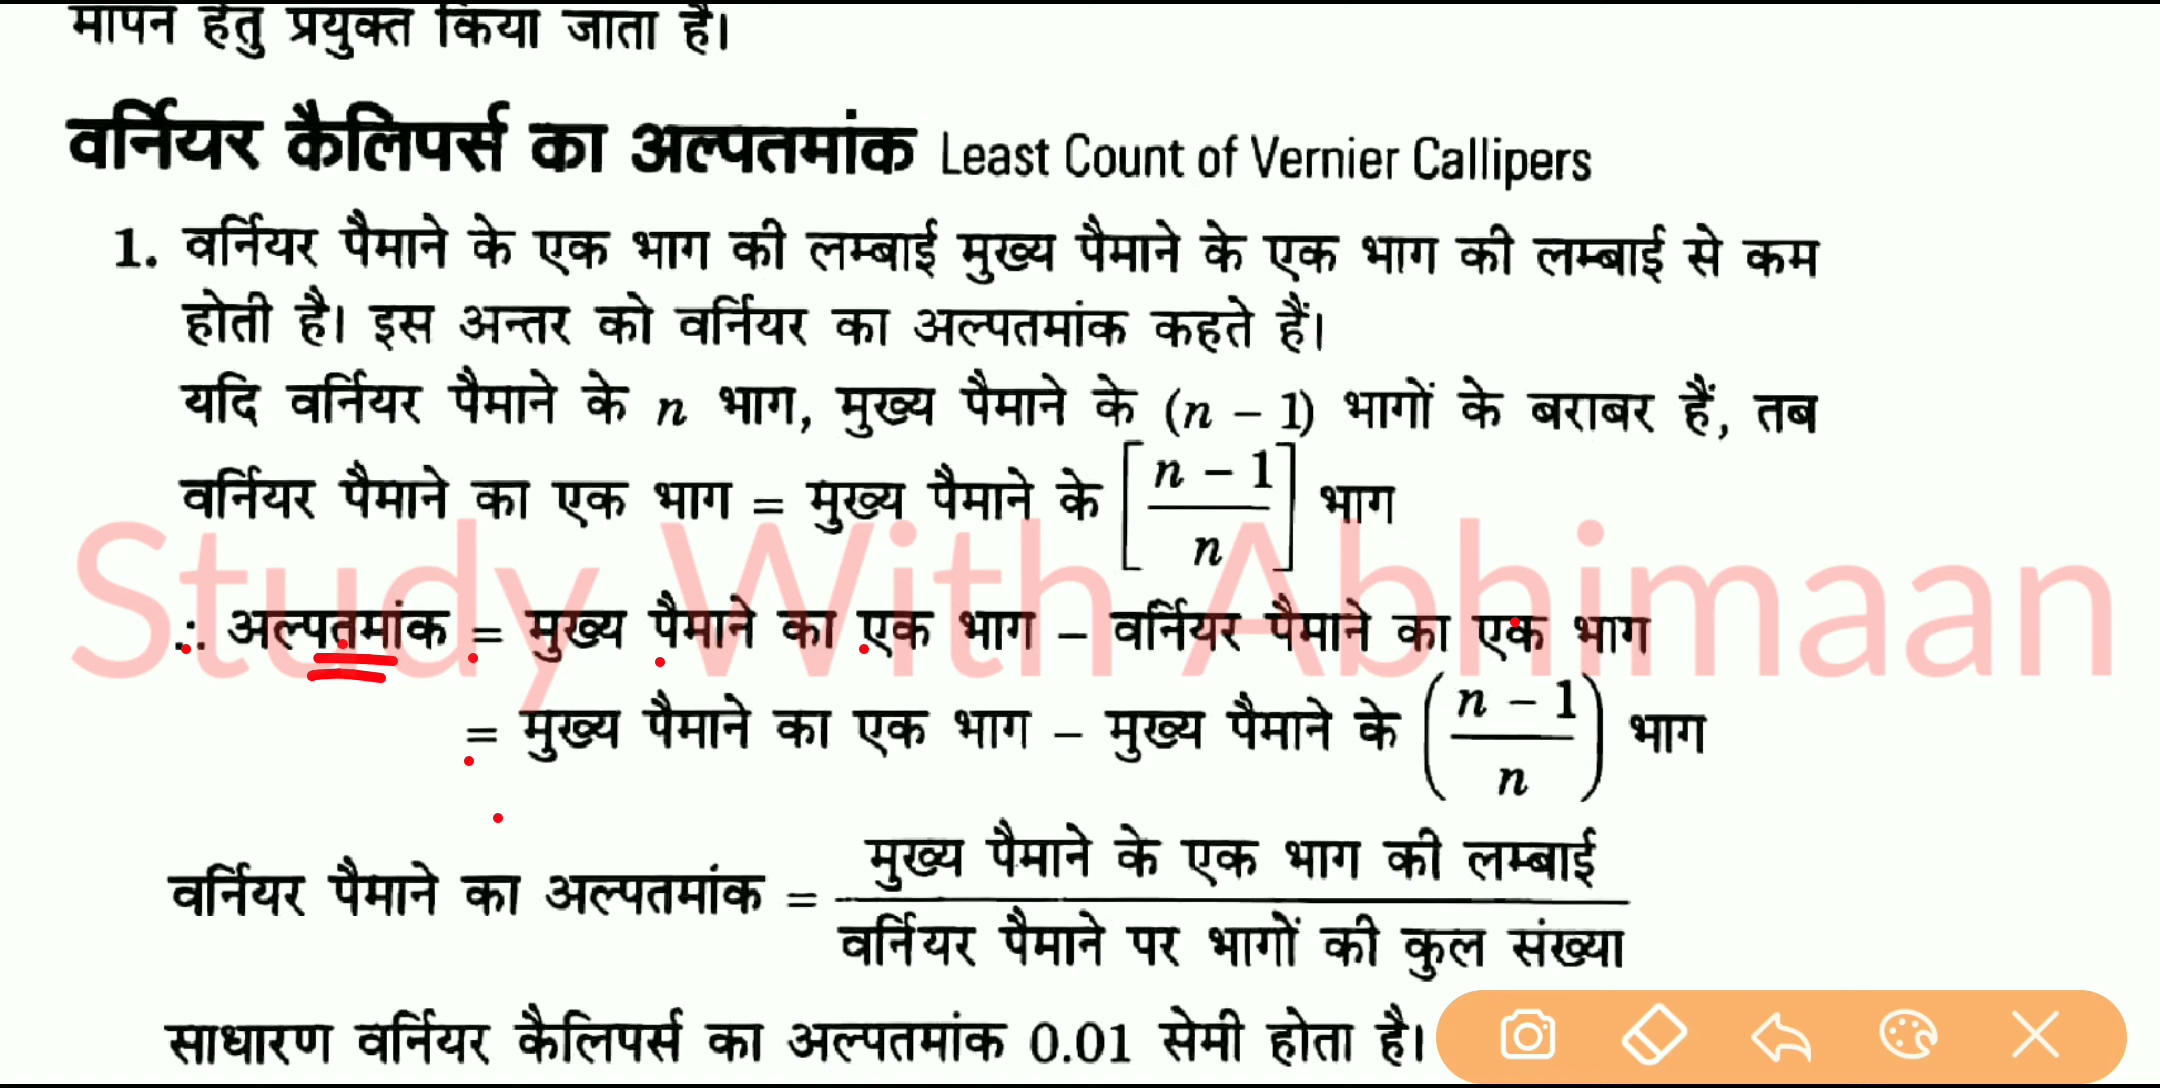 मापन हेतु प्रयुक्त किया जाता है।
वर्नियर कैलिपर्स का अल्पतमांक Least Count of Vernier Callipers
1. वर्नियर पैमाने के एक भाग की लम्बाई मुख्य पैमाने के एक भाग की लम्बाई से कम
होती है। इस अन्तर को वर्नियर का अल्पतमांक कहते हैं।
यदि वर्नियर पैमाने के n भाग, मुख्य पैमाने के (n – 1) भागों के बराबर हैं, तब
वर्नियर पैमाने का एक भाग = मुख्य पैमाने के [(n – 1)/n] भाग
Study With Abhimaan
∴ अल्पतमांक = मुख्य पैमाने का एक भाग – वर्नियर पैमाने का एक भाग
= मुख्य पैमाने का एक भाग – मुख्य पैमाने के ((n – 1)/n) भाग
वर्नियर पैमाने का अल्पतमांक = मुख्य पैमाने के एक भाग की लम्बाई
वर्नियर पैमाने पर भागों की कुल संख्या
साधारण वर्नियर कैलिपर्स का अल्पतमांक 0.01 सेमी होता है।